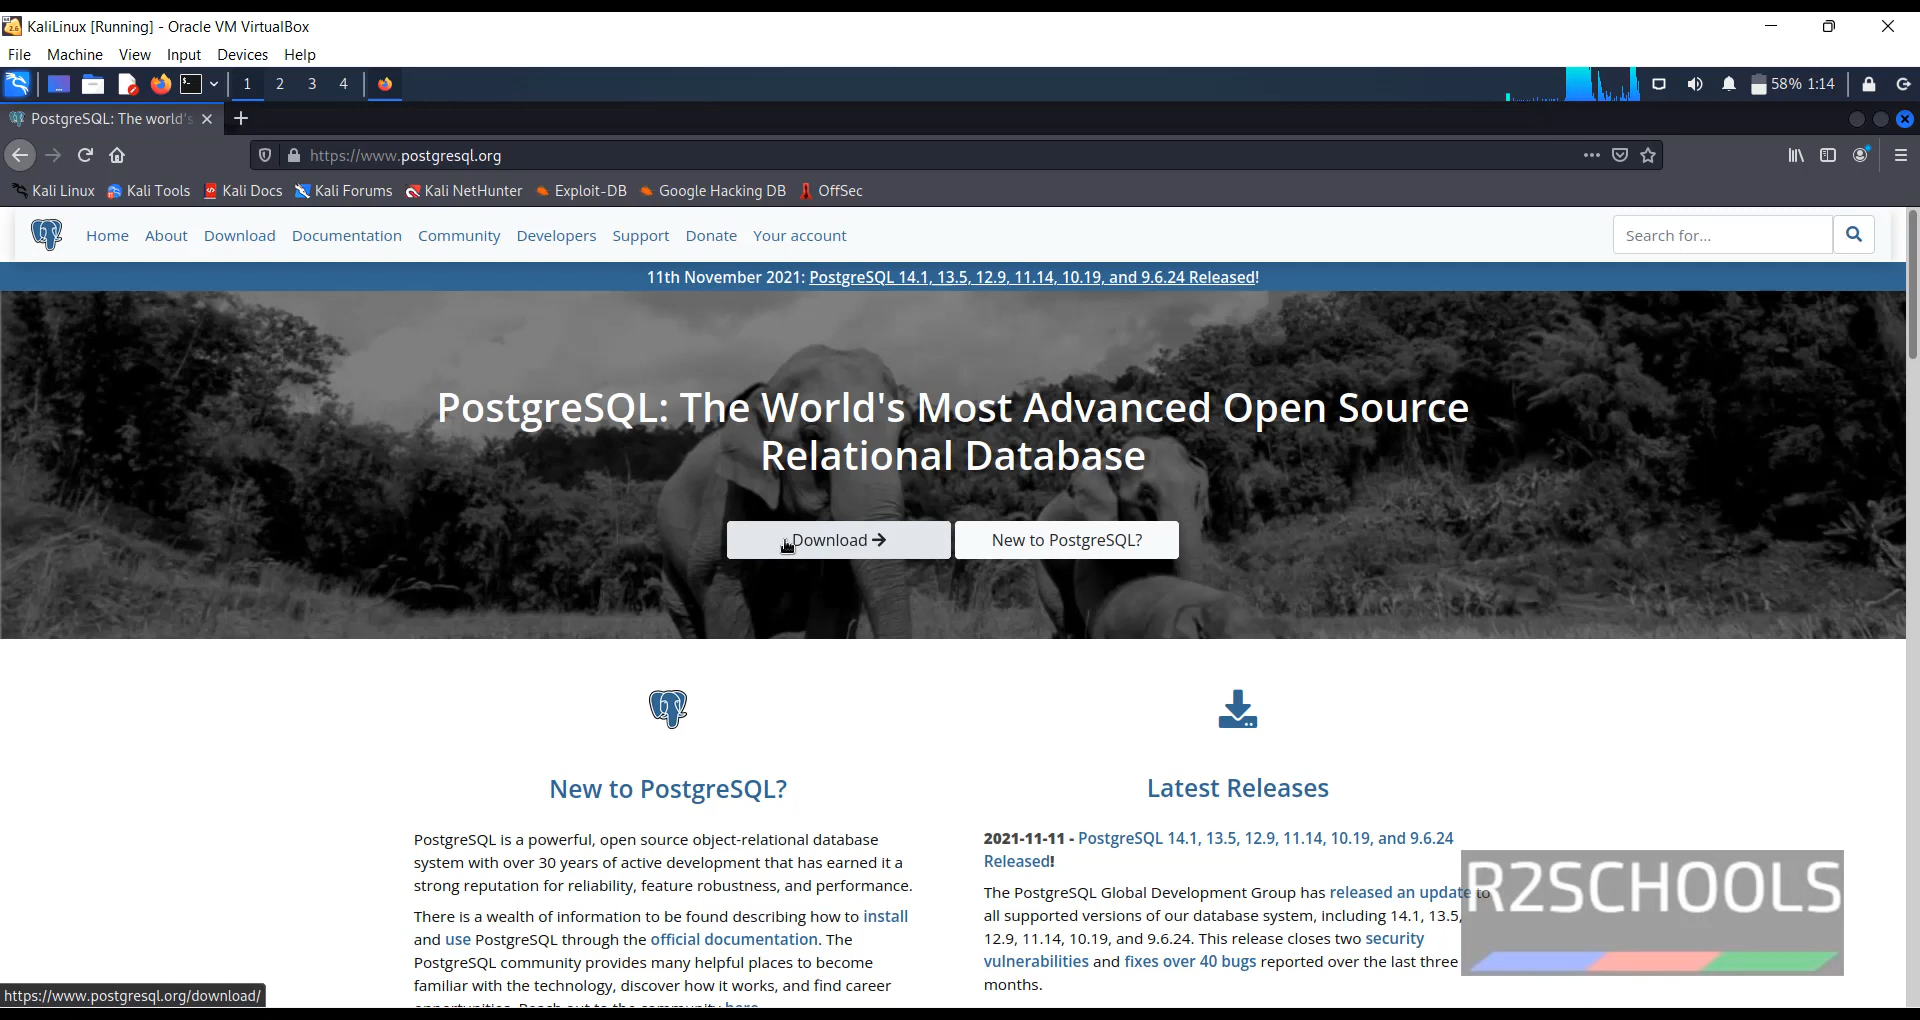 KaliLinux [Running] - Oracle VM VirtualBox
File Machine View Input Devices Help
1 2 3 4 58% 1:14
PostgreSQL: The world's
https://www.postgresql.org
Kali Linux Kali Tools Kali Docs Kali Forums Kali NetHunter Exploit-DB Google Hacking DB OffSec
Home About Download Documentation Community Developers Support Donate Your account Search for...
11th November 2021: PostgreSQL 14.1, 13.5, 12.9, 11.14, 10.19, and 9.6.24 Released!
PostgreSQL: The World's Most Advanced Open Source
Relational Database
Download New to PostgreSQL?
New to PostgreSQL?
PostgreSQL is a powerful, open source object-relational database
system with over 30 years of active development that has earned it a
strong reputation for reliability, feature robustness, and performance.
There is a wealth of information to be found describing how to install
and use PostgreSQL through the official documentation. The
PostgreSQL community provides many helpful places to become
familiar with the technology, discover how it works, and find career
Latest Releases
2021-11-11 - PostgreSQL 14.1, 13.5, 12.9, 11.14, 10.19, and 9.6.24
Released!
The PostgreSQL Global Development Group has released an update to
all supported versions of our database system, including 14.1, 13.5,
12.9, 11.14, 10.19, and 9.6.24. This release closes two security
vulnerabilities and fixes over 40 bugs reported over the last three
months.
R2SCHOOLS
https://www.postgresql.org/download/